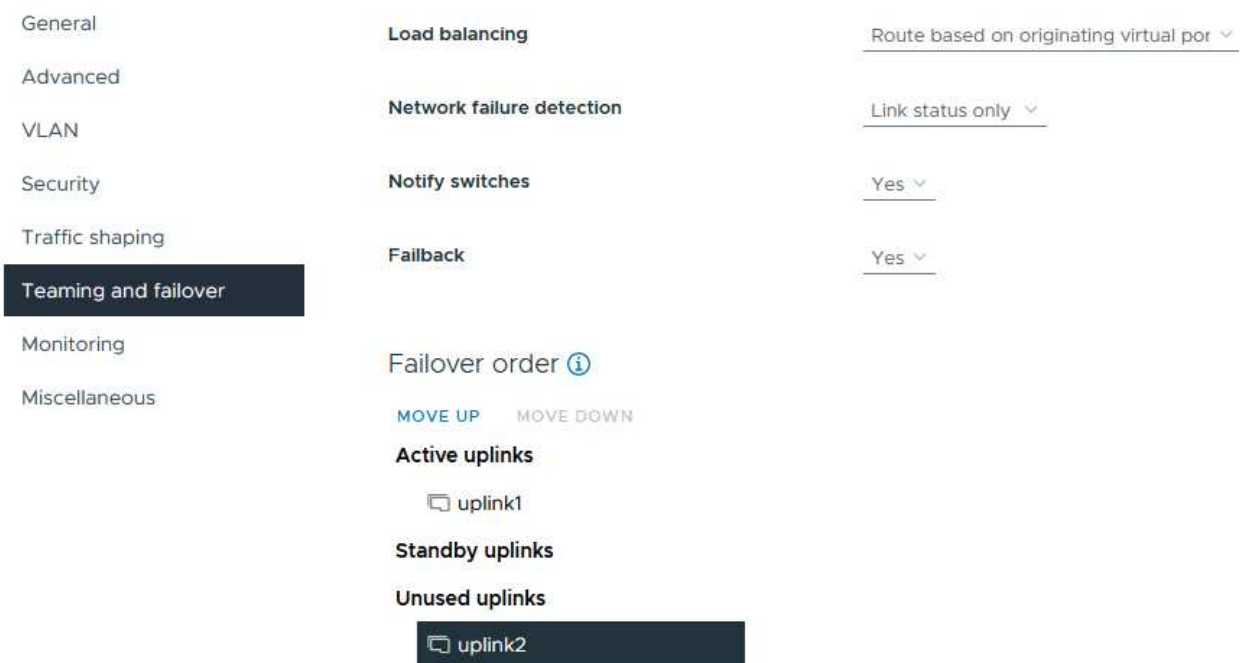 General
Advanced
VLAN
Security
Traffic shaping
Teaming and failover
Monitoring
Miscellaneous
Load balancing
Route based on originating virtual por
Network failure detection
Link status only
Notify switches
Yes
Failback
Yes
Failover order
MOVE UP MOVE DOWN
Active uplinks
uplink1
Standby uplinks
Unused uplinks
uplink2